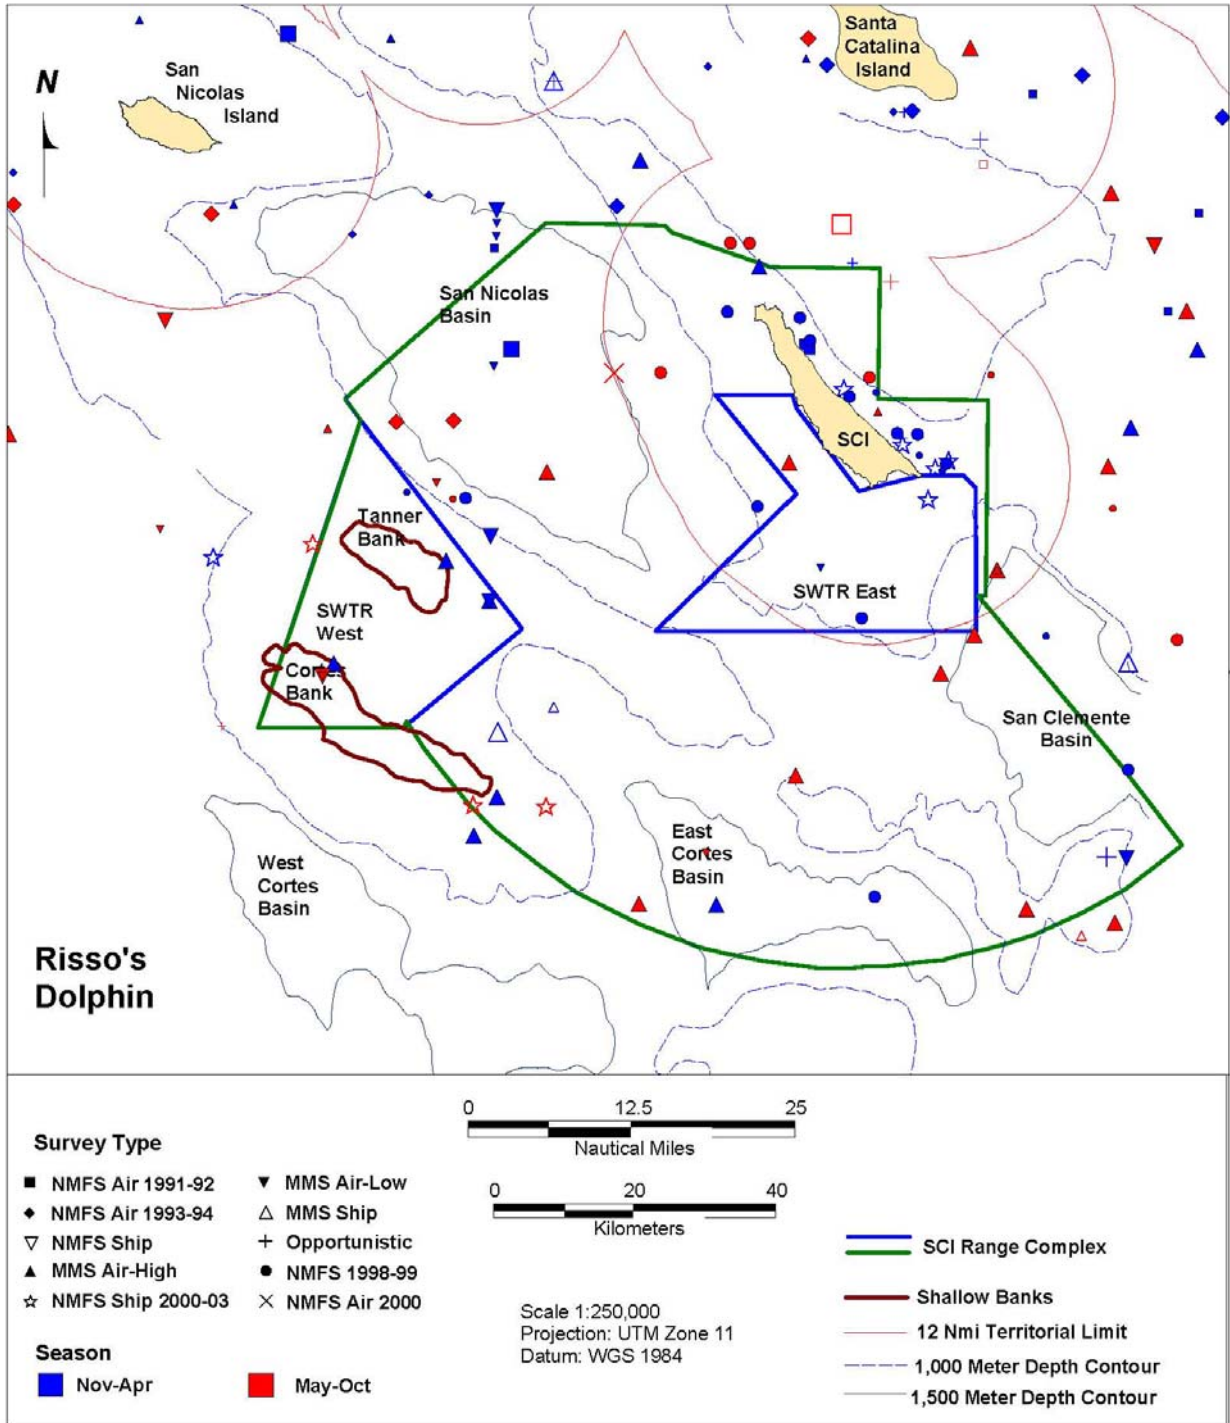 Santa
Catalina
Island
San
Nicolas
Island
N
San Nicolas
Basin
SCI
Tanner
Bank
SWTR East
SWTR
West
Cortes
Bank
San Clemente
Basin
East
Cortes
Basin
West
Cortes
Basin
Risso's
Dolphin
0 12.5 25
Nautical Miles
0 20 40
Kilometers
Survey Type
NMFS Air 1991-92
NMFS Air 1993-94
NMFS Ship
MMS Air-High
NMFS Ship 2000-03
MMS Air-Low
MMS Ship
Opportunistic
NMFS 1998-99
NMFS Air 2000
Season
Nov-Apr
May-Oct
Scale 1:250,000
Projection: UTM Zone 11
Datum: WGS 1984
SCI Range Complex
Shallow Banks
12 Nmi Territorial Limit
1,000 Meter Depth Contour
1,500 Meter Depth Contour